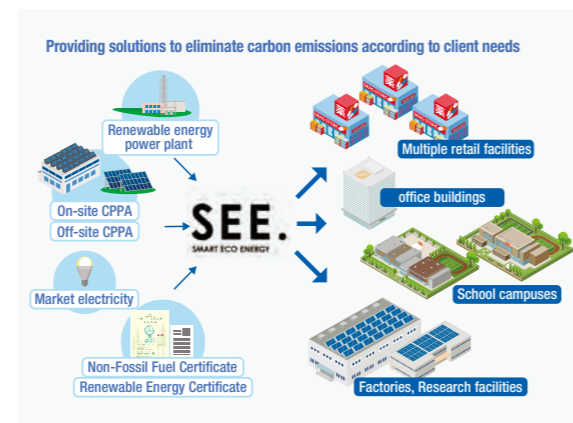 Providing solutions to eliminate carbon emissions according to client needs
Renewable energy
power plant
On-site CPPA
Off-site CPPA
Market electricity
Non-Fossil Fuel Certificate
Renewable Energy Certificate
SEE.
SMART ECO ENERGY
Multiple retail facilities
office buildings
School campuses
Factories, Research facilities